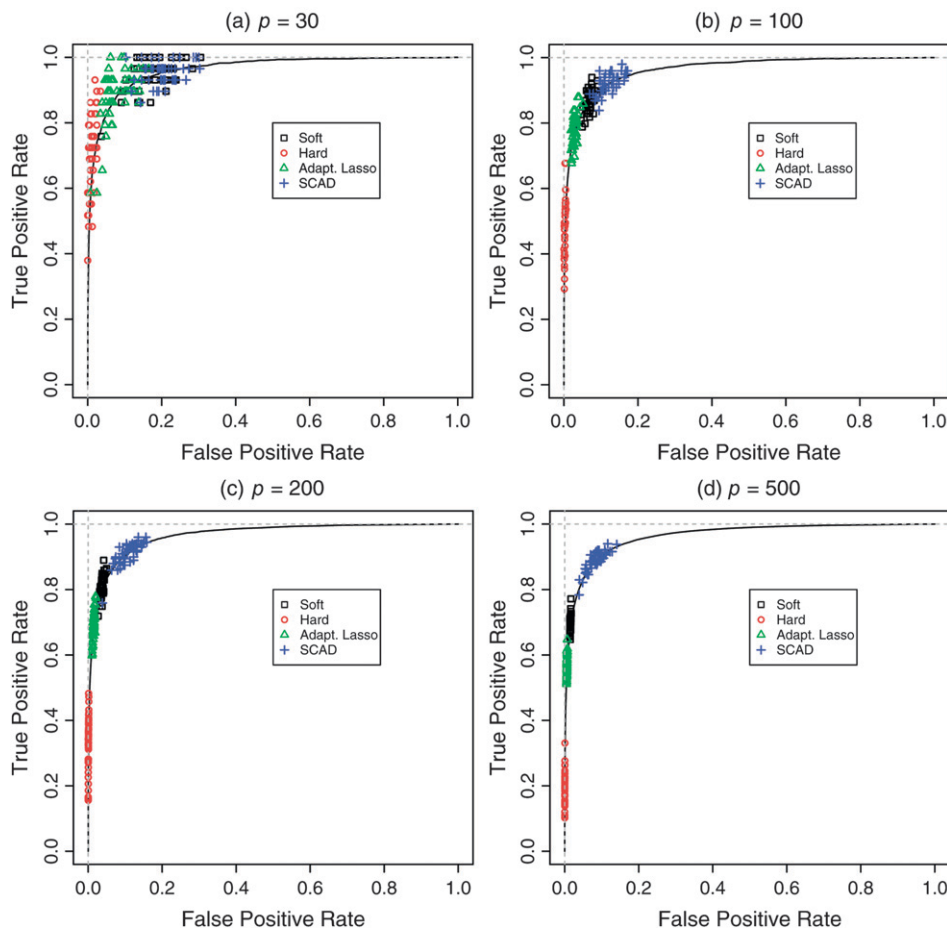 (a) p = 30
True Positive Rate
1.0
0.8
0.6
0.4
0.2
0.0
Soft
Hard
Adapt. Lasso
SCAD
0.0 0.2 0.4 0.6 0.8 1.0
False Positive Rate
(b) p = 100
True Positive Rate
1.0
0.8
0.6
0.4
0.2
0.0
Soft
Hard
Adapt. Lasso
SCAD
0.0 0.2 0.4 0.6 0.8 1.0
False Positive Rate
(c) p = 200
True Positive Rate
1.0
0.8
0.6
0.4
0.2
0.0
Soft
Hard
Adapt. Lasso
SCAD
0.0 0.2 0.4 0.6 0.8 1.0
False Positive Rate
(d) p = 500
True Positive Rate
1.0
0.8
0.6
0.4
0.2
0.0
Soft
Hard
Adapt. Lasso
SCAD
0.0 0.2 0.4 0.6 0.8 1.0
False Positive Rate